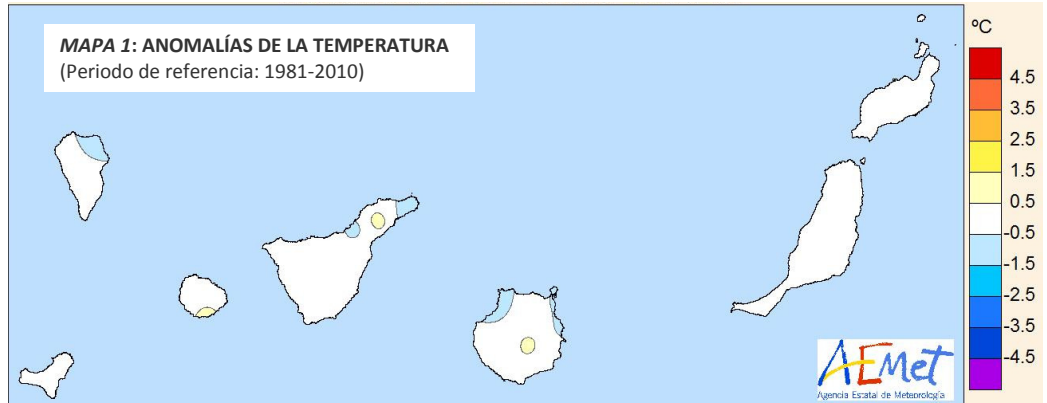 MAPA 1: ANOMALÍAS DE LA TEMPERATURA
(Periodo de referencia: 1981-2010)
ºC
4.5
3.5
2.5
1.5
0.5
-0.5
-1.5
-2.5
-3.5
-4.5
AEMet
Agencia Estatal de Meteorología